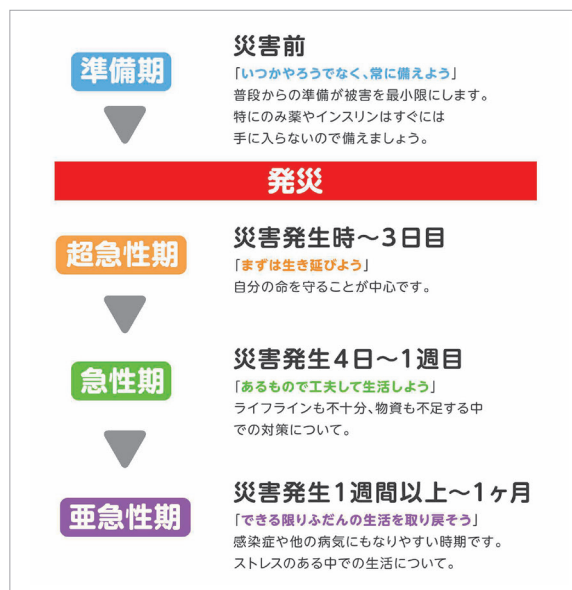 準備期
災害前
「いつかやろうでなく、常に備えよう」
普段からの準備が被害を最小限にします。
特にのみ薬やインスリンはすぐには
手に入らないので備えましょう。
発災
超急性期
災害発生時～3日目
「まずは生き延びよう」
自分の命を守ることが中心です。
急性期
災害発生4日～1週目
「あるもので工夫して生活しよう」
ライフラインも不十分、物資も不足する中
での対策について。
亜急性期
災害発生1週間以上～1ヶ月
「できる限りふだんの生活を取り戻そう」
感染症や他の病気にもなりやすい時期です。
ストレスのある中での生活について。